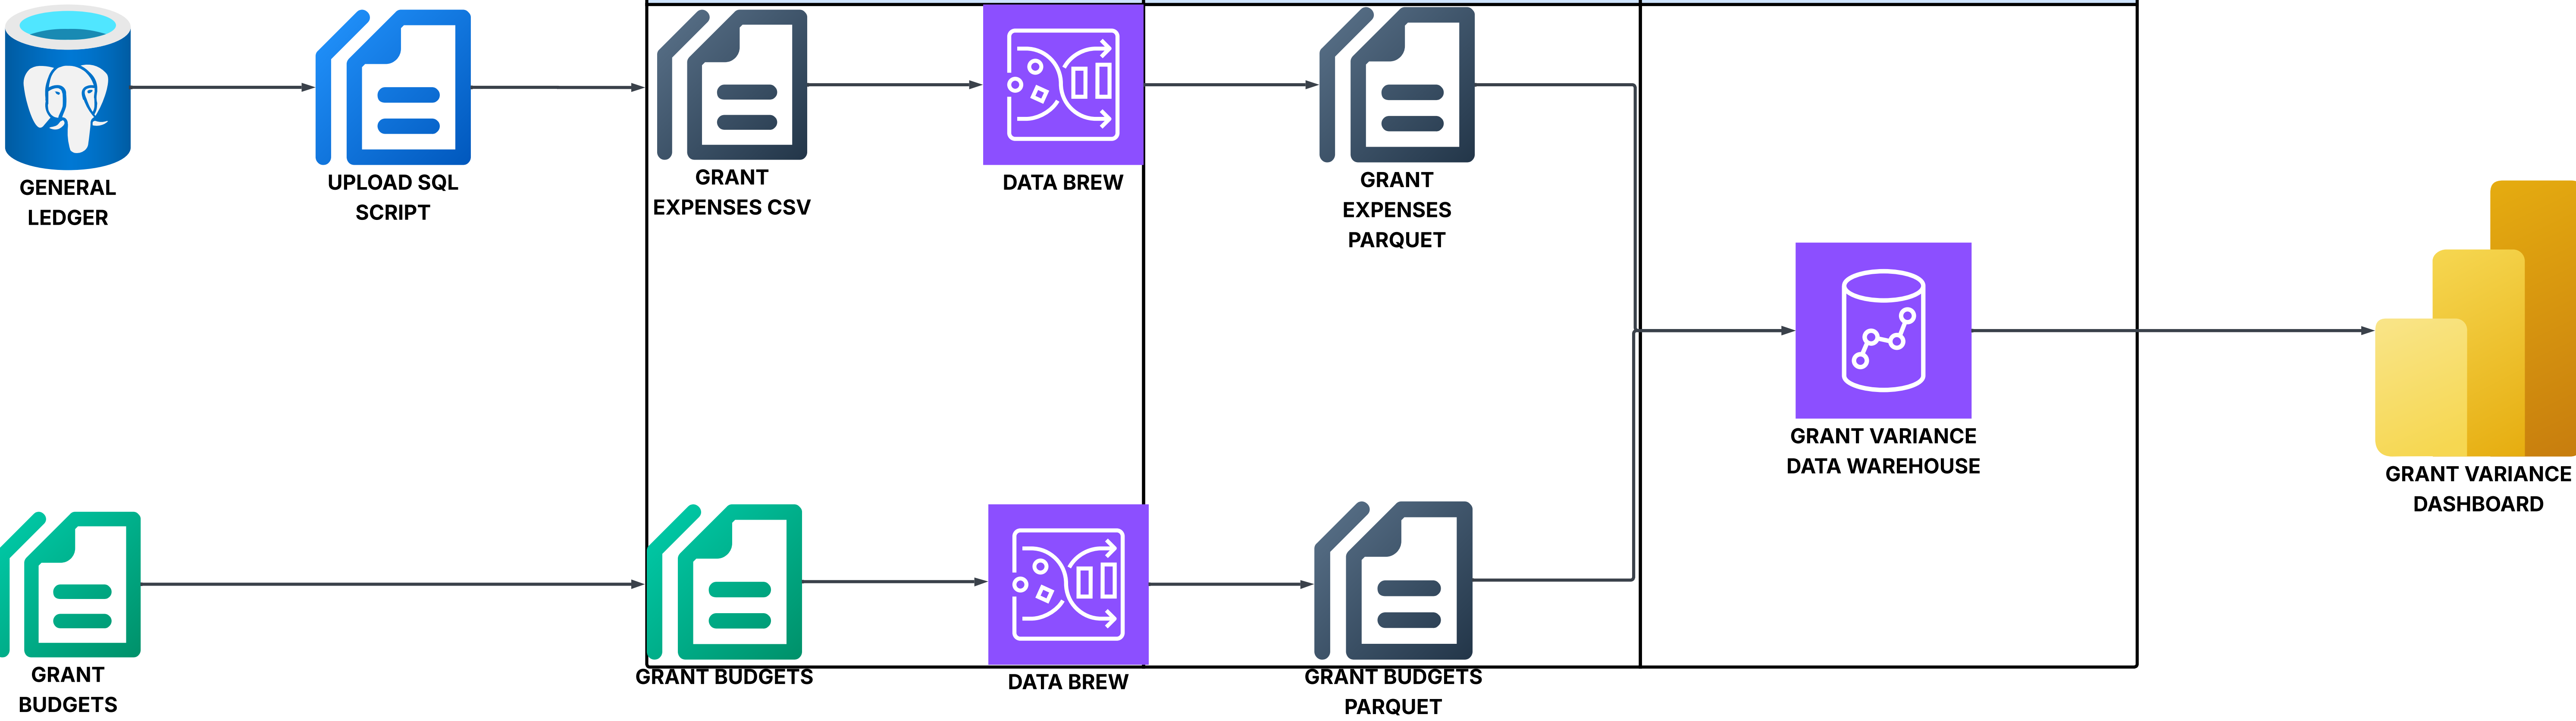 GENERAL
LEDGER
UPLOAD SQL
SCRIPT
GRANT
EXPENSES CSV
DATA BREW
GRANT
EXPENSES
PARQUET
GRANT VARIANCE
DATA WAREHOUSE
GRANT VARIANCE
DASHBOARD
GRANT
BUDGETS
GRANT BUDGETS
DATA BREW
GRANT BUDGETS
PARQUET